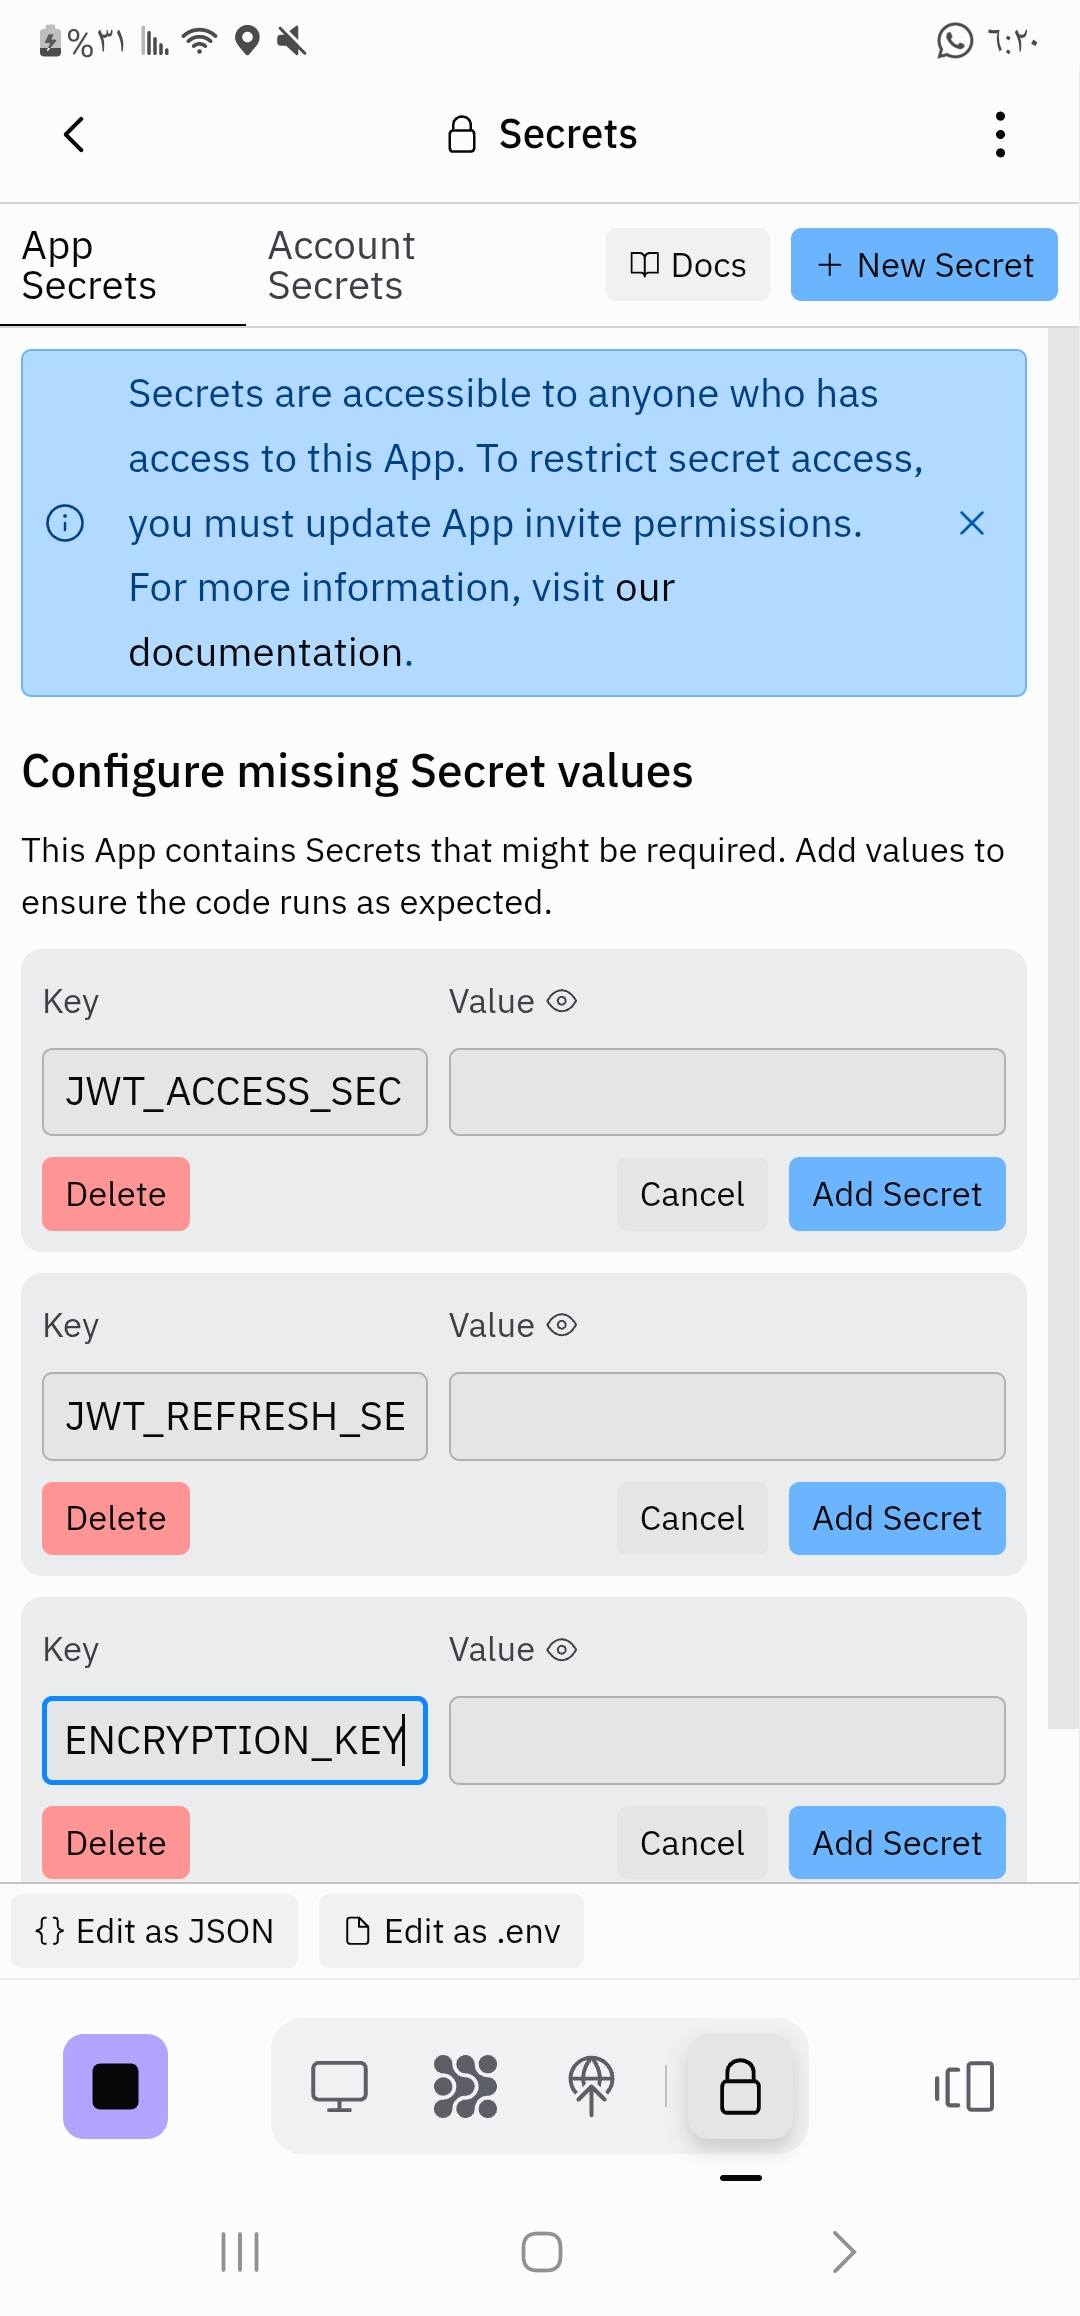 %٣١
٦:٢٠
Secrets
App
Secrets
Account
Secrets
Docs
+ New Secret
Secrets are accessible to anyone who has
access to this App. To restrict secret access,
you must update App invite permissions.
For more information, visit our
documentation.
Configure missing Secret values
This App contains Secrets that might be required. Add values to
ensure the code runs as expected.
Key Value
JWT_ACCESS_SEC
Delete Cancel Add Secret
Key Value
JWT_REFRESH_SE
Delete Cancel Add Secret
Key Value
ENCRYPTION_KEY
Delete Cancel Add Secret
{} Edit as JSON Edit as .env